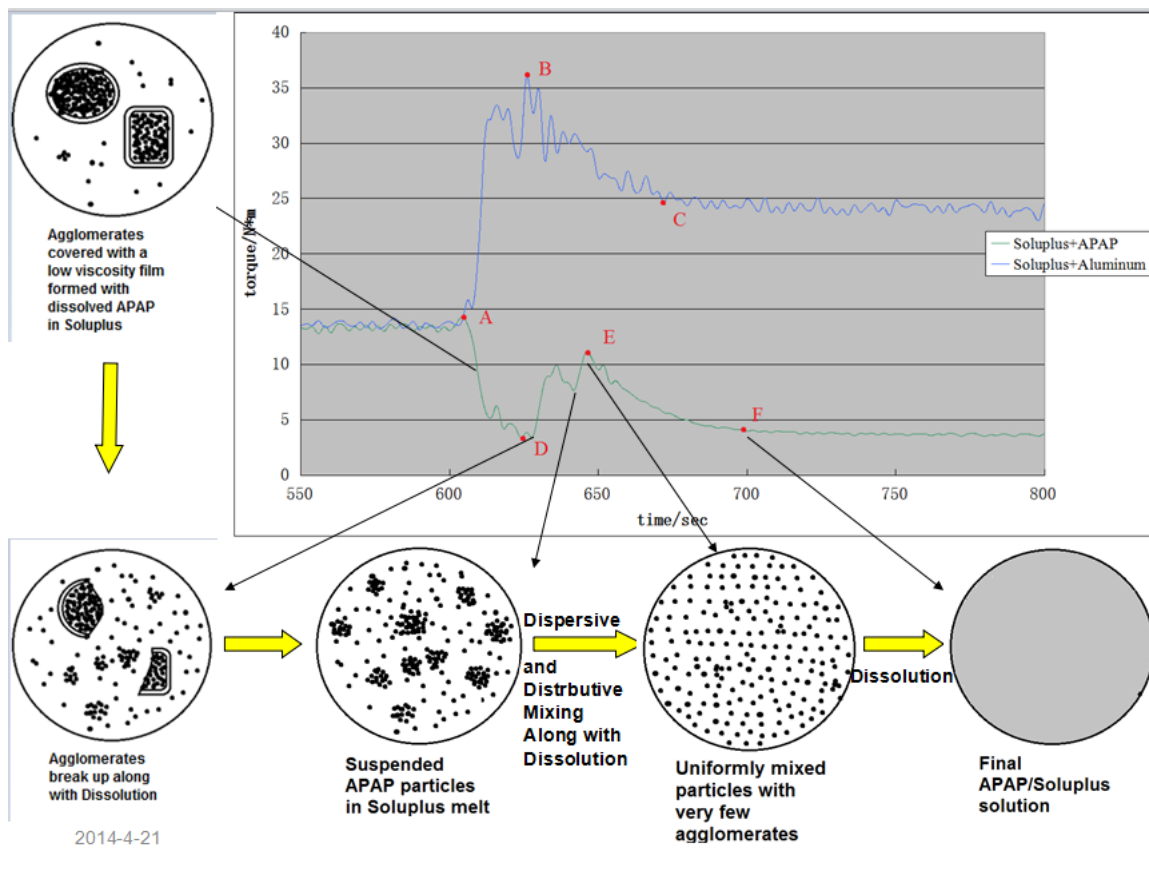 Agglomerates
covered with a
low viscosity film
formed with
dissolved APAP
in Soluplus
40
35
30
25
20
15
10
5
0
torque/N*m
550
600
650
700
750
800
time/sec
A
B
C
D
E
F
Soluplus+APAP
Soluplus+Aluminum
Agglomerates
break up along
with Dissolution
Suspended
APAP particles
in Soluplus melt
Dispersive
and
Distrbutive
Mixing
Along with
Dissolution
Uniformly mixed
particles with
very few
agglomerates
Dissolution
Final
APAP/Soluplus
solution
2014-4-21